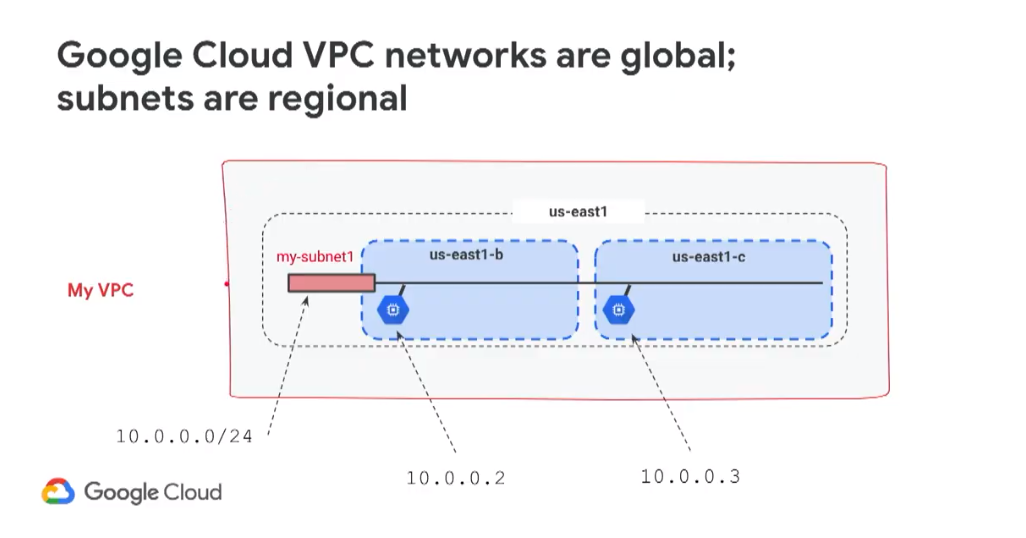 Google Cloud VPC networks are global;
subnets are regional
us-east1
my-subnet1
us-east1-b
us-east1-c
My VPC
10.0.0.0/24
10.0.0.2
10.0.0.3
Google Cloud